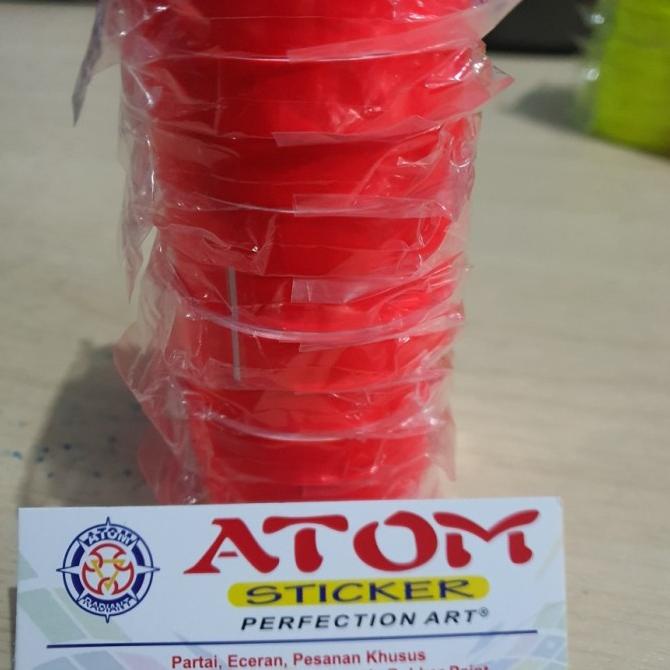 ATOM
RADIANT
ATOM
STICKER
PERFECTION ART®
Partai, Eceran, Pesanan Khusus